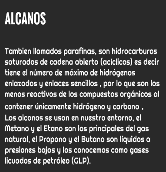 ALCANOS
Tambien llamados parafinas, son hidrocarburos
saturados de cadena abierta (aciclicos) es decir
tiene el número de máximo de hidrógenos
enlazados y enlaces sencillos , por lo que son los
menos reactivos de los compuestos orgánicos al
contener únicamente hidrógeno y carbono .
Los alcanos se usan en nuestro entorno, el
Metano y el Etano son los principales del gas
natural, el Propano y el Butano son líquidos a
presiones bajas y los conocemos como gases
licuados de petróleo (GLP).